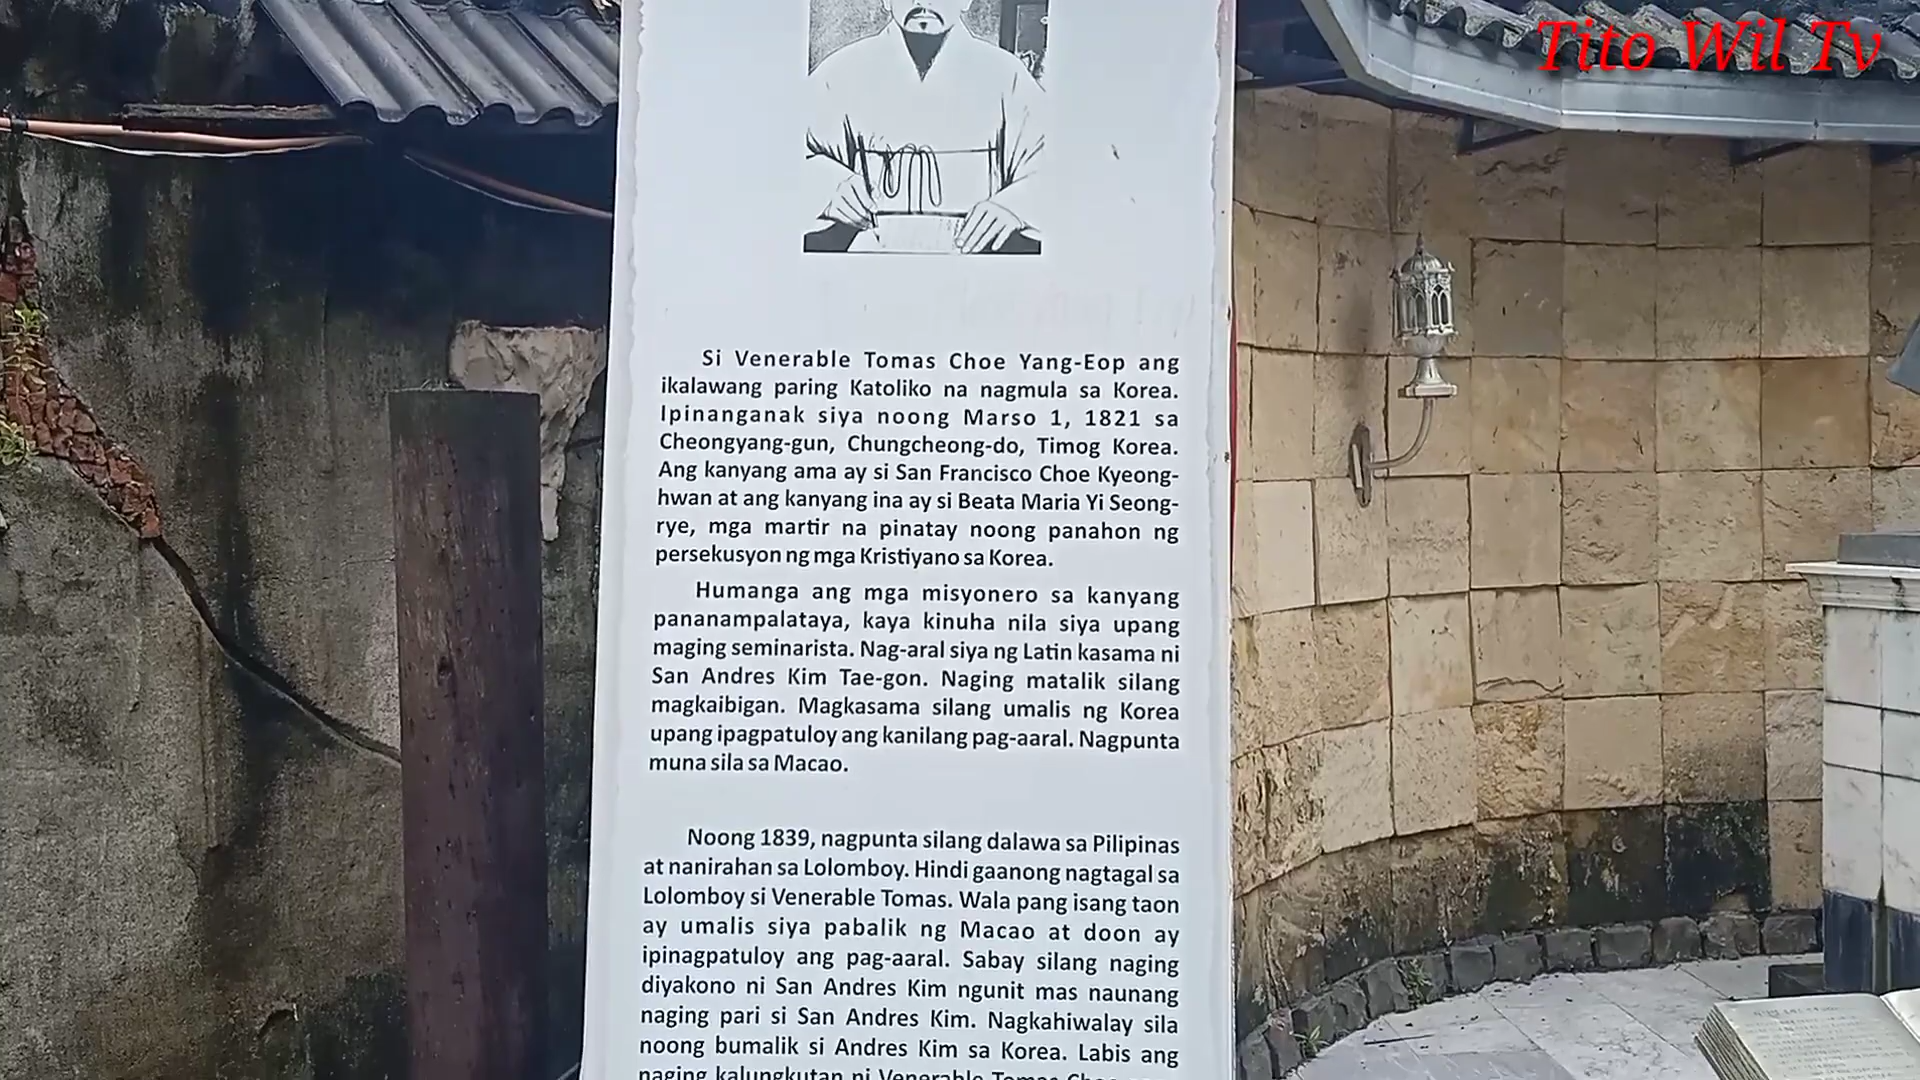 Tito Wil Tv
Si Venerable Tomas Choe Yang-Eop ang
ikalawang paring Katoliko na nagmula sa Korea.
Ipinanganak siya noong Marso 1, 1821 sa
Cheongyang-gun, Chungcheong-do, Timog Korea.
Ang kanyang ama ay si San Francisco Choe Kyeong-
hwan at ang kanyang ina ay si Beata Maria Yi Seong-
rye, mga martir na pinatay noong panahon ng
persekusyon ng mga Kristiyano sa Korea.
Humanga ang mga misyonero sa kanyang
pananampalataya, kaya kinuha nila siya upang
maging seminarista. Nag-aral siya ng Latin kasama ni
San Andres Kim Tae-gon. Naging matalik silang
magkaibigan. Magkasama silang umalis ng Korea
upang ipagpatuloy ang kanilang pag-aaral. Nagpunta
muna sila sa Macao.
Noong 1839, nagpunta silang dalawa sa Pilipinas
at nanirahan sa Lolomboy. Hindi gaanong nagtagal sa
Lolomboy si Venerable Tomas. Wala pang isang taon
ay umalis siya pabalik ng Macao at doon ay
ipinagpatuloy ang pag-aaral. Sabay silang naging
diyakono ni San Andres Kim ngunit mas naunang
naging pari si San Andres Kim. Nagkahiwalay sila
noong bumalik si Andres Kim sa Korea. Labis ang
naging kalungkutan ni Venerable Tomas Choe